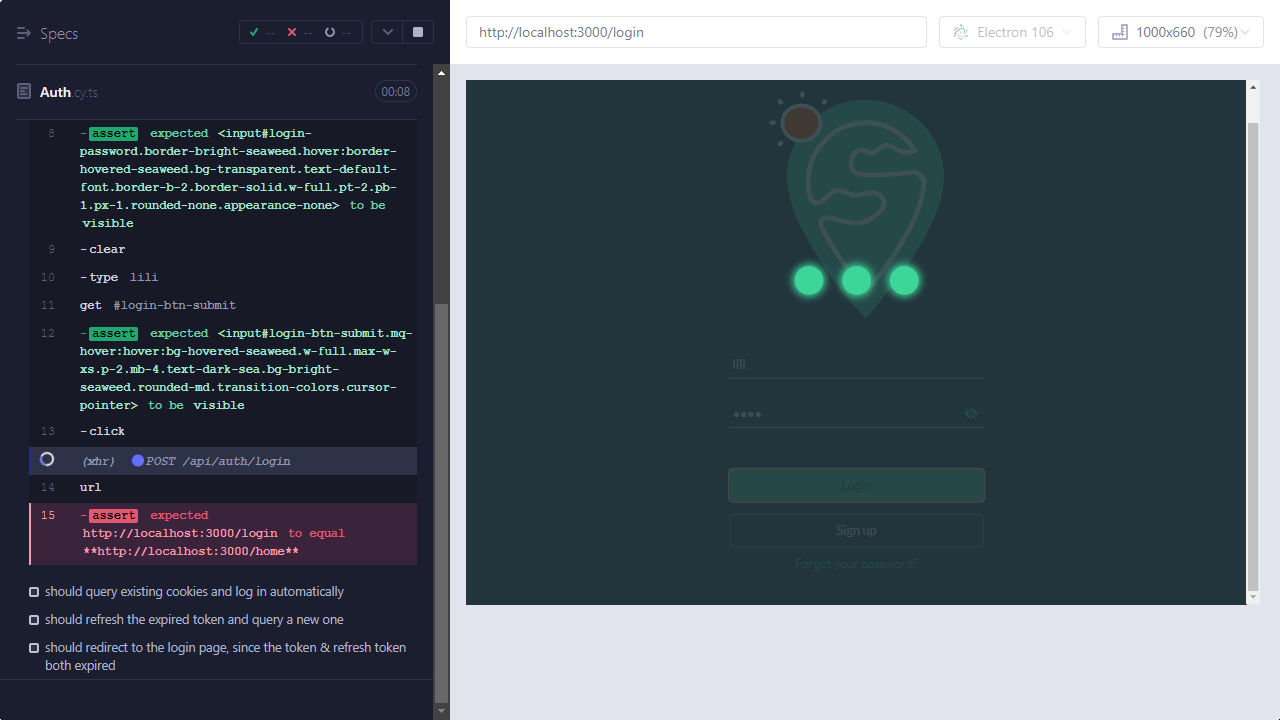 Specs
-- -- --
Auth.cy.ts 00:08
8 -assert expected <input#login-
password.border-bright-seaweed.hover:border-
hovered-seaweed.bg-transparent.text-default-
font.border-b-2.border-solid.w-full.pt-2.pb-
1.px-1.rounded-none.appearance-none> to be
visible
9 -clear
10 -type lili
11 get #login-btn-submit
12 -assert expected <input#login-btn-submit.mq-
hover:hover:bg-hovered-seaweed.w-full.max-w-
xs.p-2.mb-4.text-dark-sea.bg-bright-
seaweed.rounded-md.transition-colors.cursor-
pointer> to be visible
13 -click
(xhr) POST /api/auth/login
14 url
15 -assert expected
http://localhost:3000/login to equal
**http://localhost:3000/home**
should query existing cookies and log in automatically
should refresh the expired token and query a new one
should redirect to the login page, since the token & refresh token
both expired
http://localhost:3000/login
Electron 106
1000x660 (79%)
lili
••••
Login
Sign up
Forgot your password?